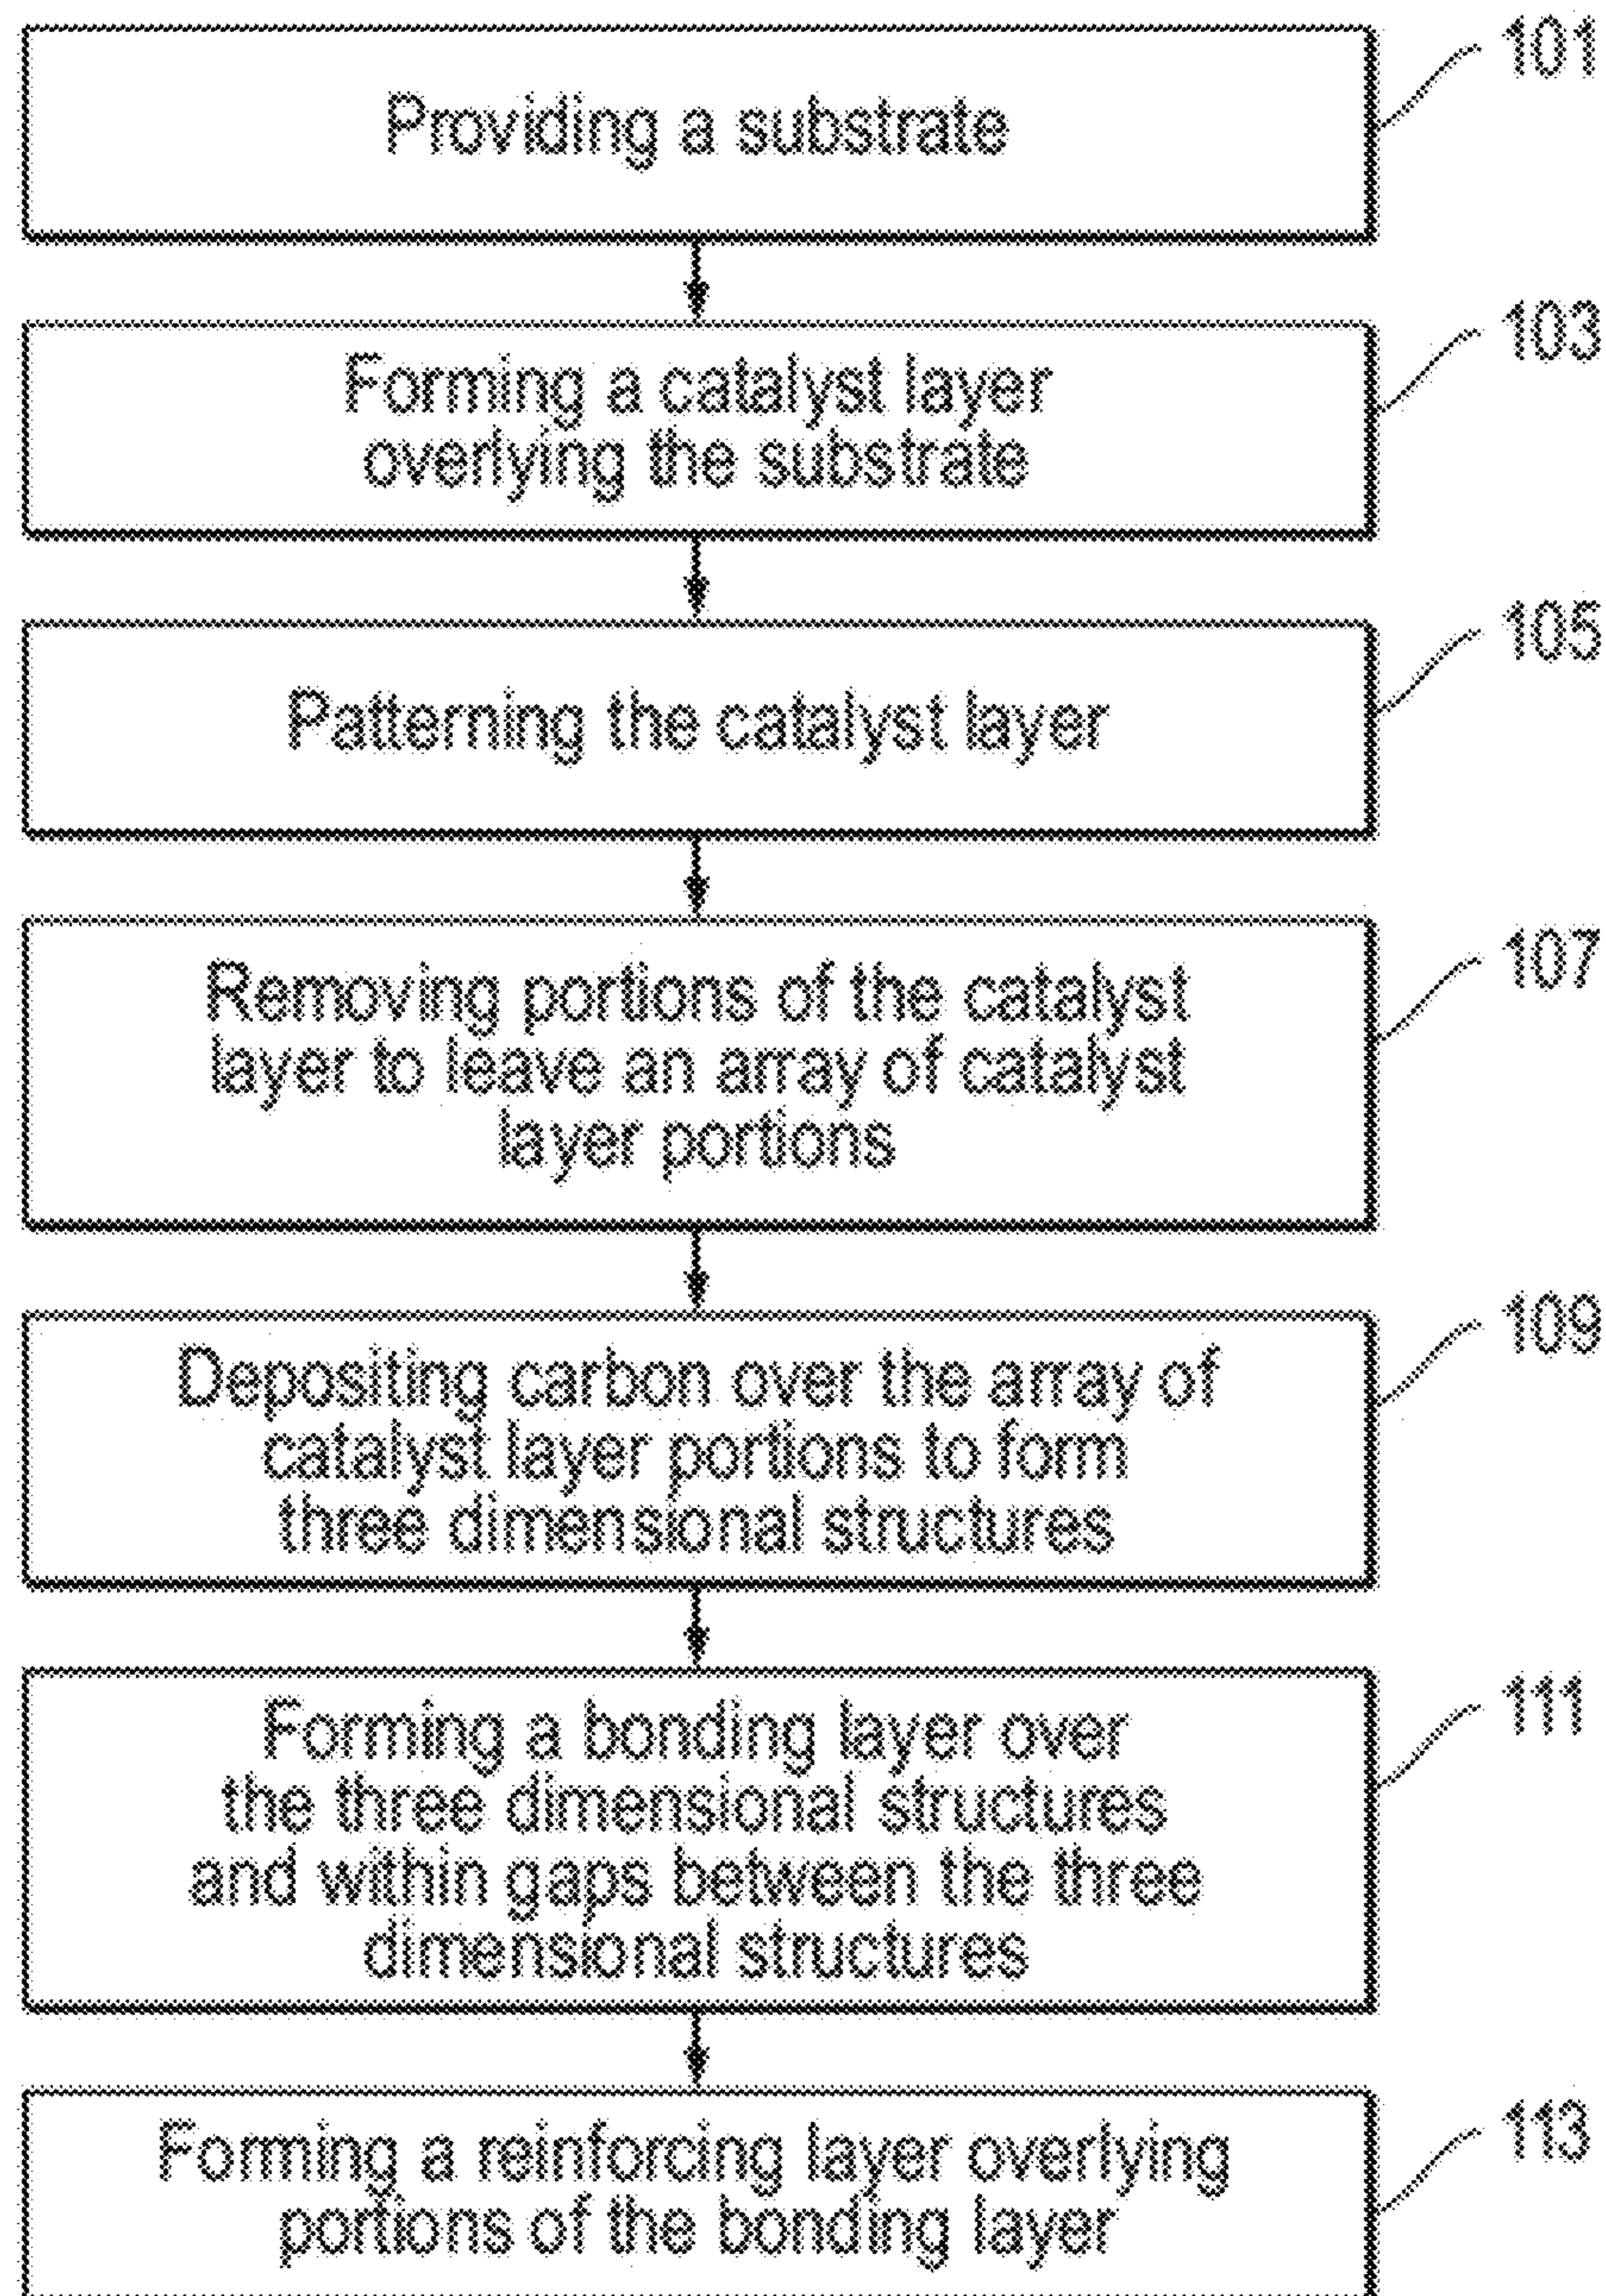 101
Providing a substrate
103
Forming a catalyst layer
overlying the substrate
105
Patterning the catalyst layer
107
Removing portions of the catalyst
layer to leave an array of catalyst
layer portions
109
Depositing carbon over the array of
catalyst layer portions to form
three dimensional structures
111
Forming a bonding layer over
the three dimensional structures
and within gaps between the three
dimensional structures
113
Forming a reinforcing layer overlying
portions of the bonding layer